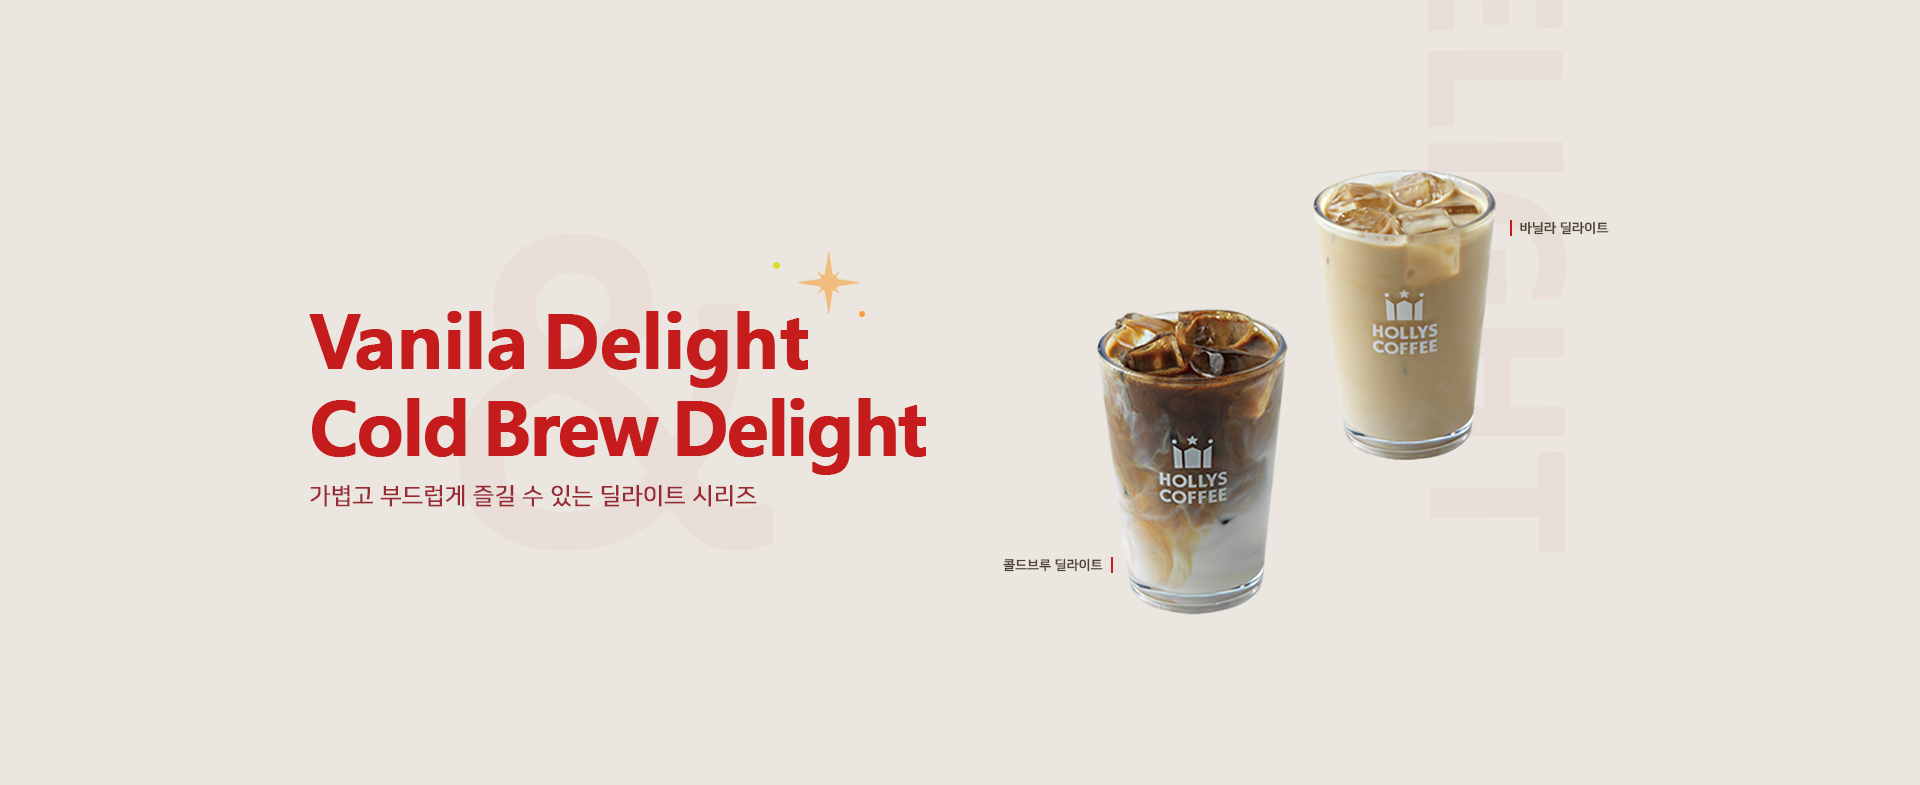 Vanila Delight
Cold Brew Delight
가볍고 부드럽게 즐길 수 있는 딜라이트 시리즈
&
콜드브루 딜라이트
HOLLYS
COFFEE
바닐라 딜라이트
HOLLYS
COFFEE
ELIGHT